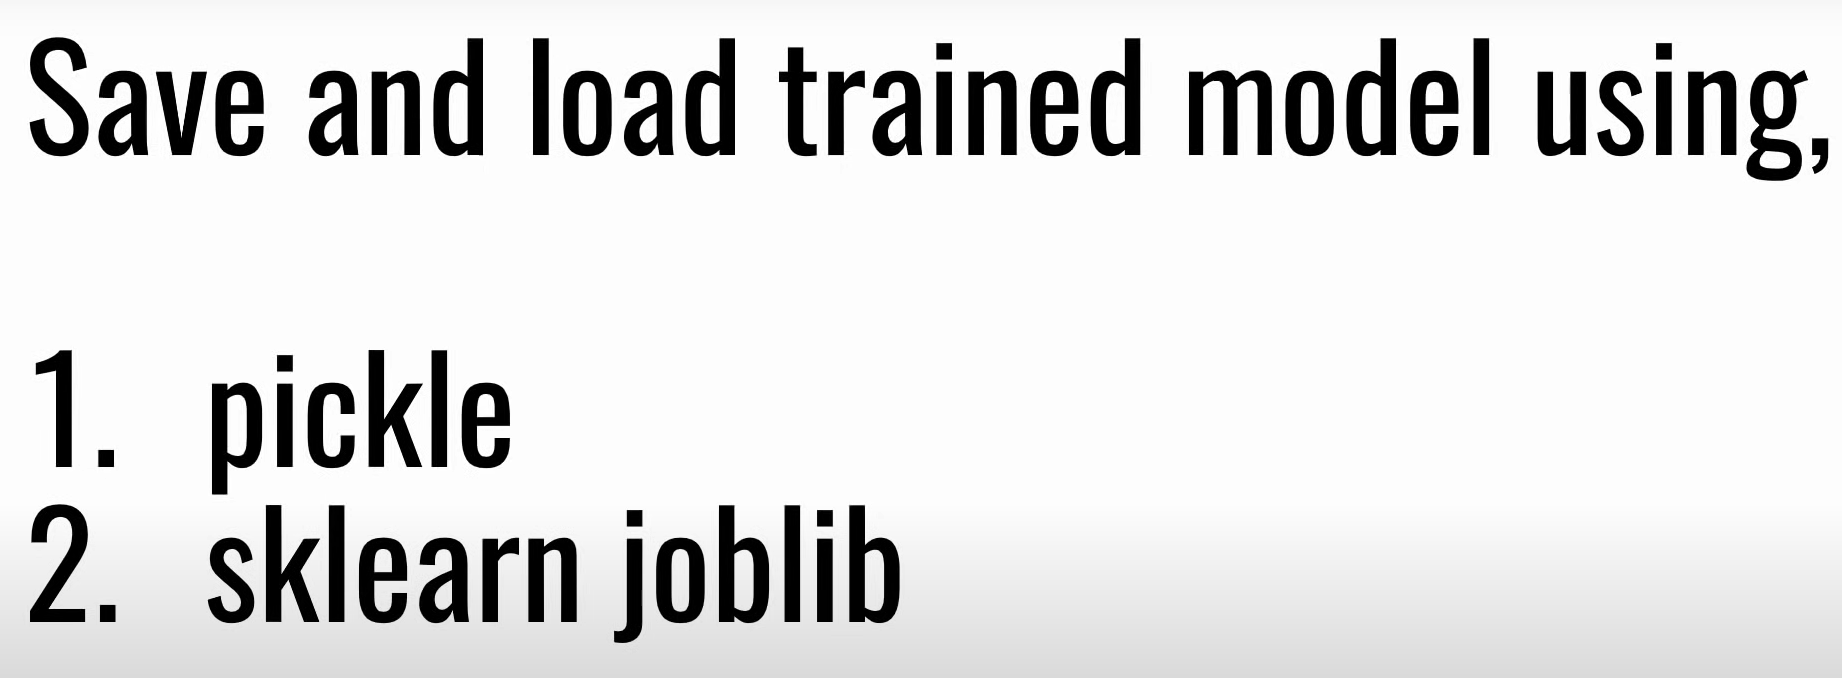 Save and load trained model using,
1. pickle
2. sklearn joblib